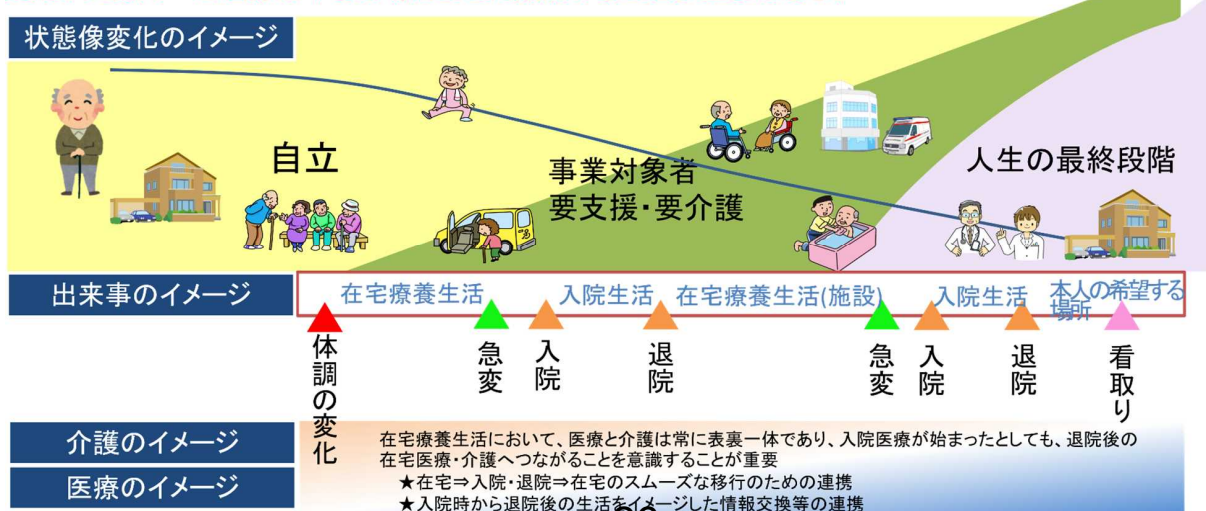 状態像変化のイメージ
自立
事業対象者
要支援・要介護
人生の最終段階
出来事のイメージ
在宅療養生活
入院生活
在宅療養生活(施設)
入院生活
本人の希望する
場所
体調の変化
急変
入院
退院
急変
入院
退院
看取り
介護のイメージ
医療のイメージ
在宅療養生活において、医療と介護は常に表裏一体であり、入院医療が始まったとしても、退院後の
在宅医療・介護へつながることを意識することが重要
★在宅⇒入院・退院⇒在宅のスムーズな移行のための連携
★入院時から退院後の生活をイメージした情報交換等の連携